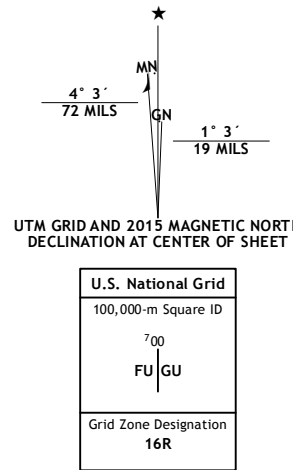 ★
MN
4° 3´
72 MILS
GN
1° 3´
19 MILS
UTM GRID AND 2015 MAGNETIC NORTH
DECLINATION AT CENTER OF SHEET
U.S. National Grid
100,000-m Square ID
⁷00
FU GU
Grid Zone Designation
16R